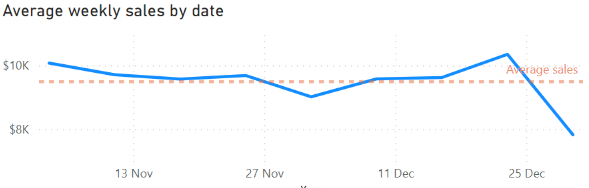 Average weekly sales by date
$10K
Average sales
$8K
13 Nov 27 Nov 11 Dec 25 Dec